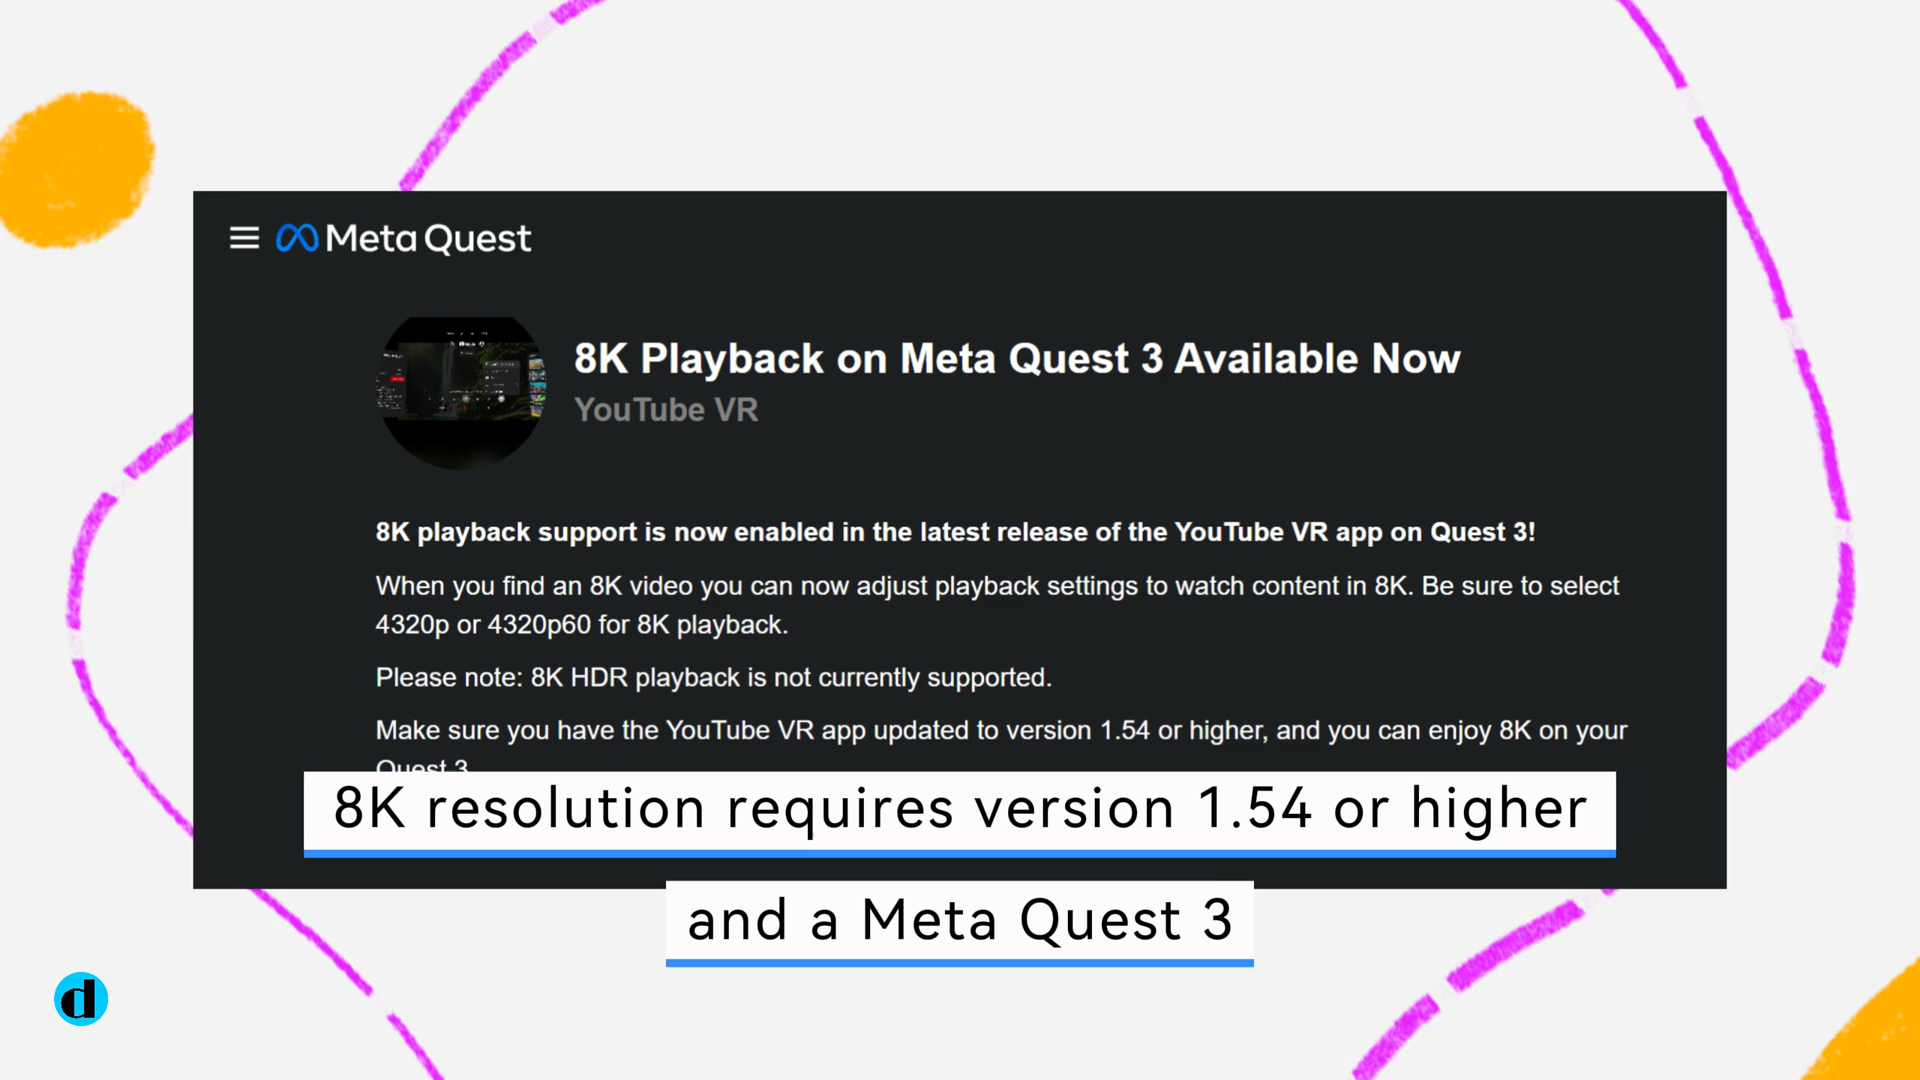 Meta Quest
8K Playback on Meta Quest 3 Available Now
YouTube VR
8K playback support is now enabled in the latest release of the YouTube VR app on Quest 3!
When you find an 8K video you can now adjust playback settings to watch content in 8K. Be sure to select
4320p or 4320p60 for 8K playback.
Please note: 8K HDR playback is not currently supported.
Make sure you have the YouTube VR app updated to version 1.54 or higher, and you can enjoy 8K on your
Quest 3
8K resolution requires version 1.54 or higher
and a Meta Quest 3
d